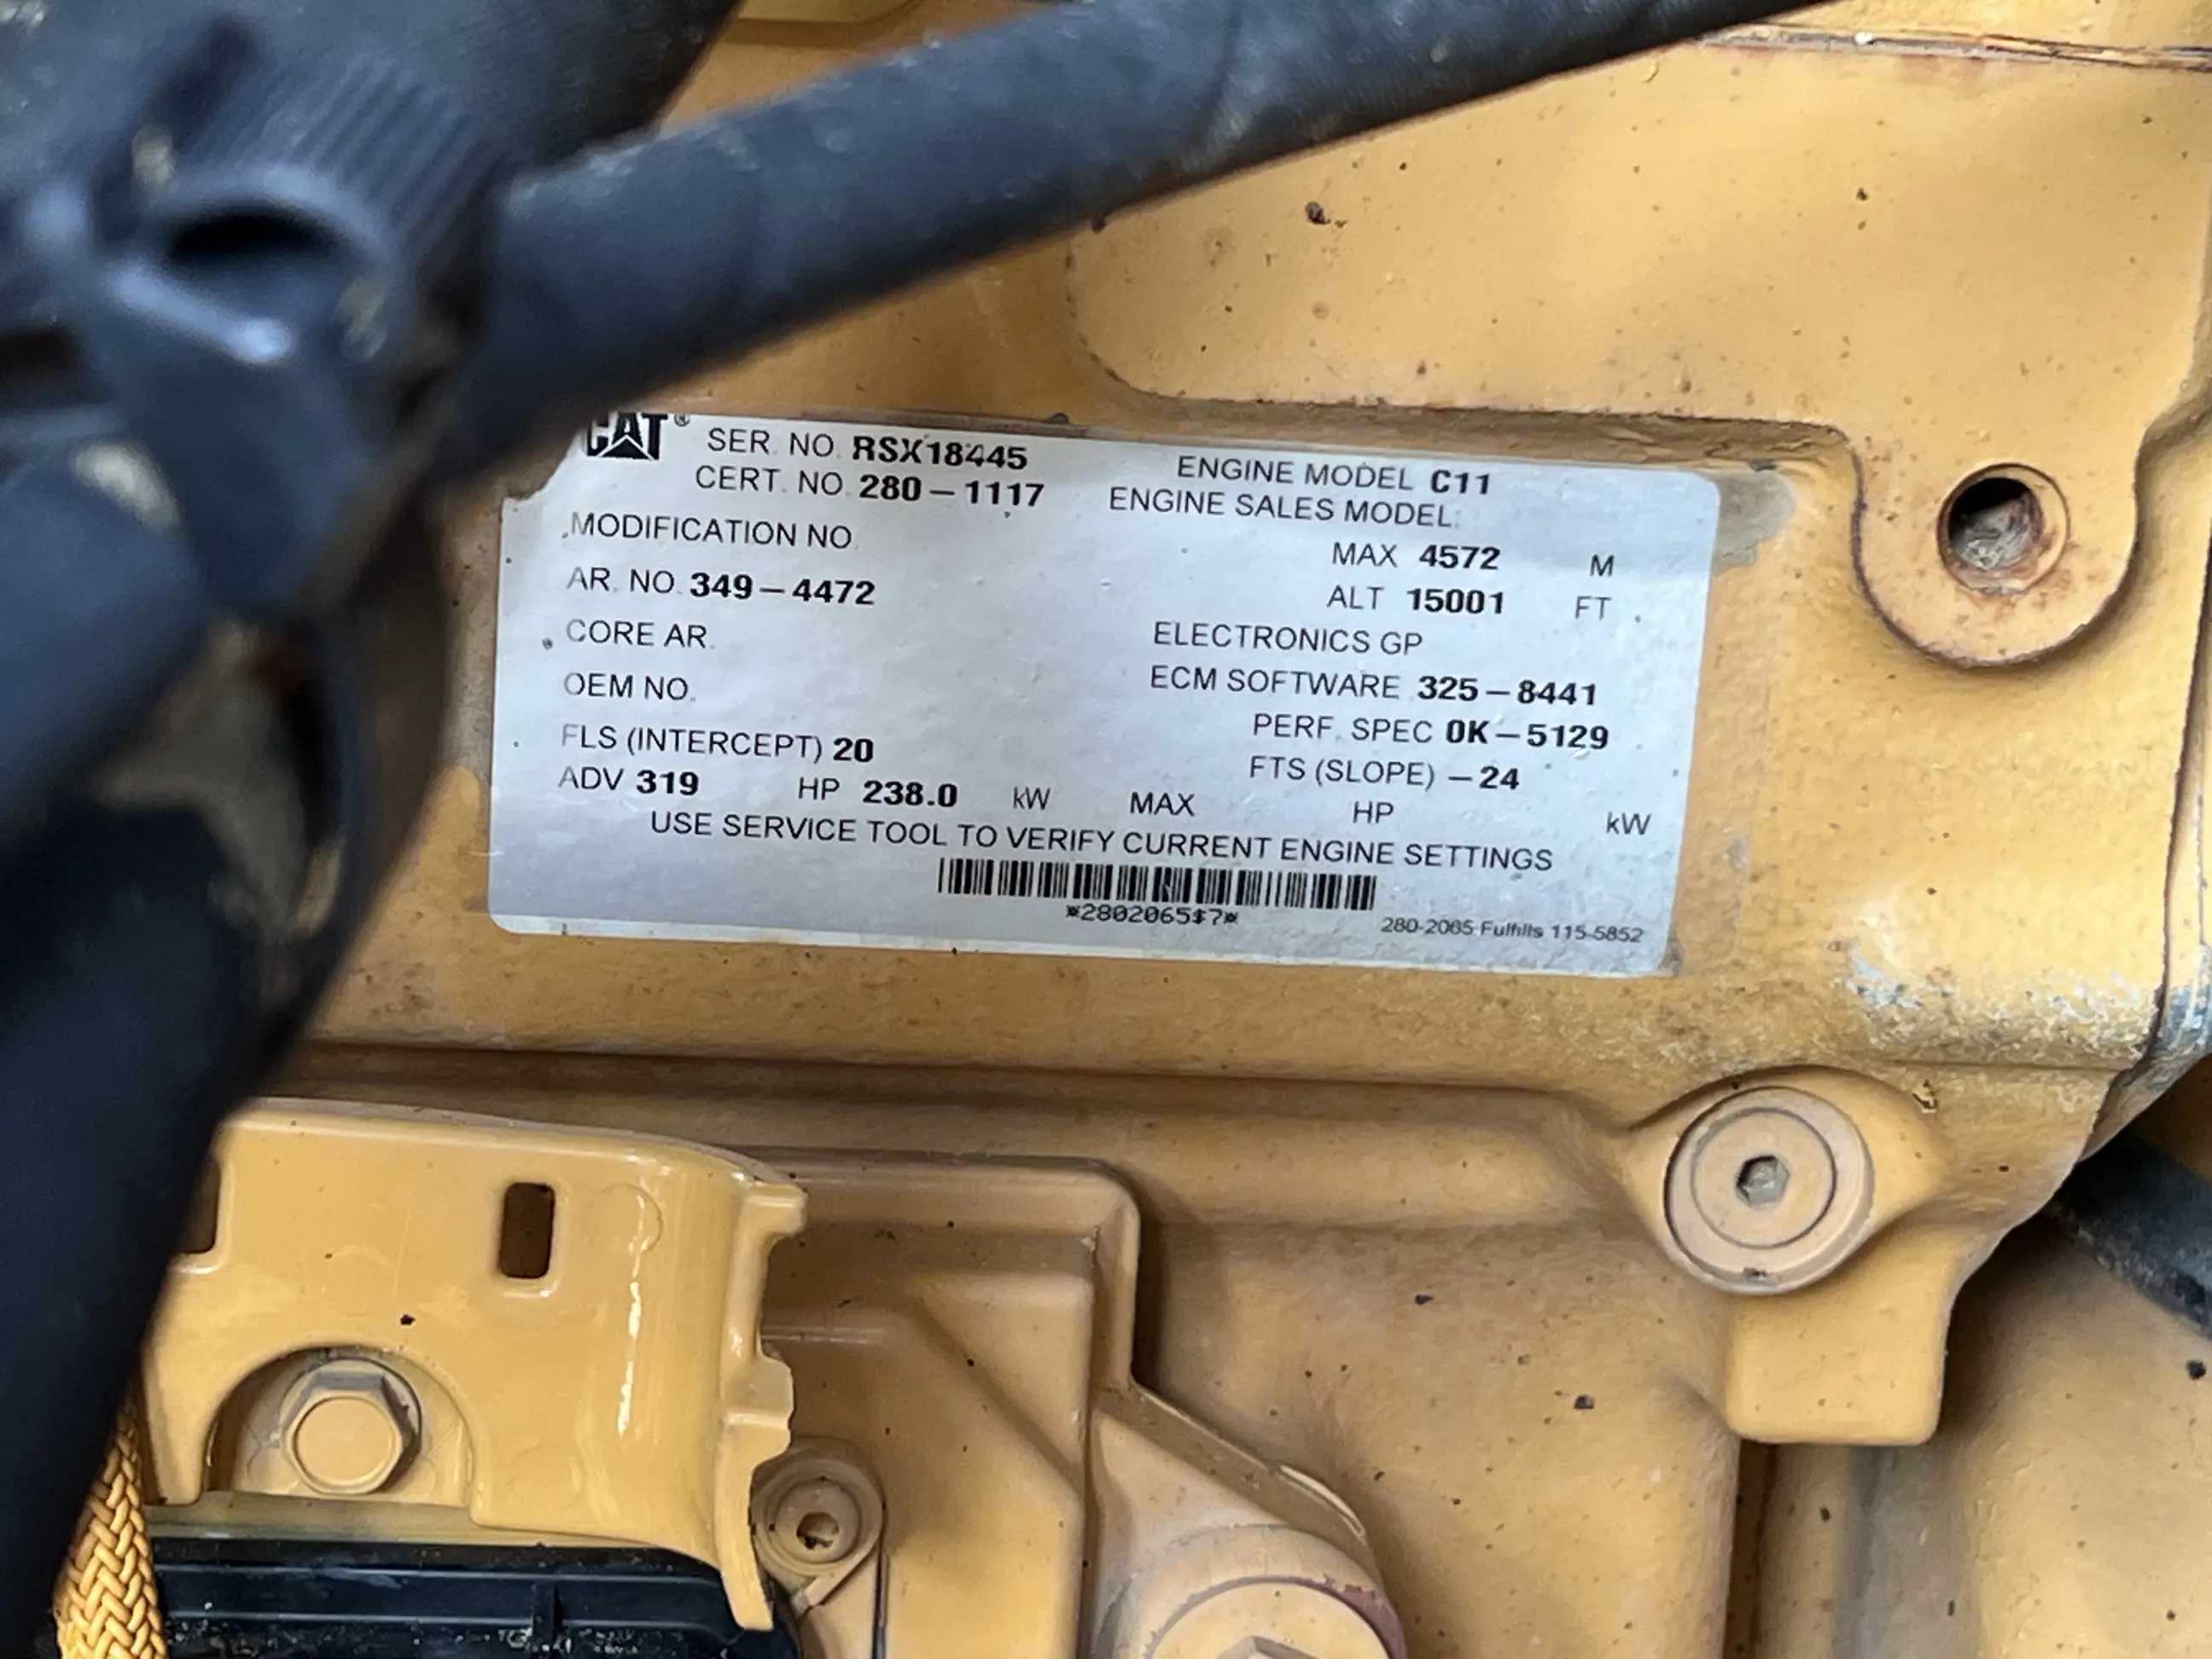 CAT® SER. NO. RSX18445 ENGINE MODEL C11
CERT. NO. 280-1117 ENGINE SALES MODEL:
MODIFICATION NO. MAX 4572 M
AR. NO. 349-4472 ALT 15001 FT
CORE AR. ELECTRONICS GP
OEM NO. ECM SOFTWARE 325-8441
FLS (INTERCEPT) 20 PERF. SPEC 0K-5129
FTS (SLOPE) -24
ADV 319 HP 238.0 kW MAX HP kW
USE SERVICE TOOL TO VERIFY CURRENT ENGINE SETTINGS
*2802065$7*
280-2065 Fulfills 115-5852